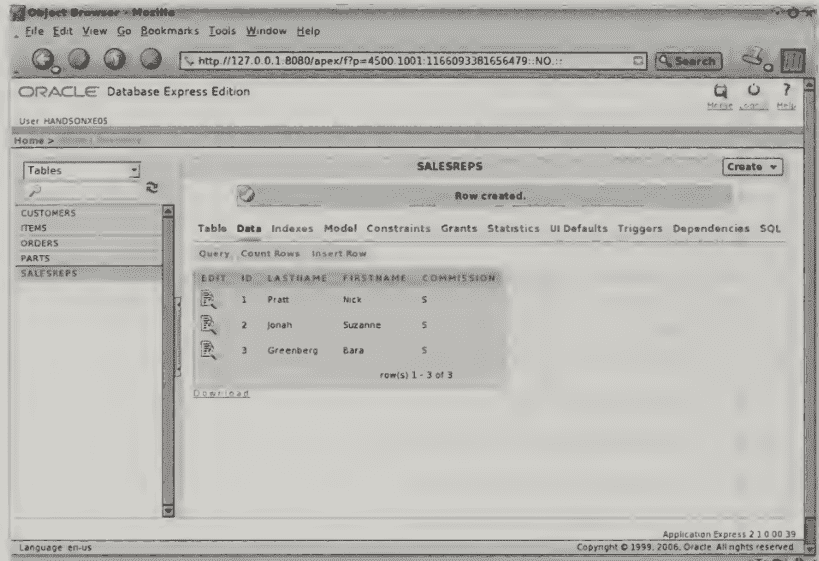 Object Browser - Mozilla
File Edit View Go Bookmarks Tools Window Help
http://127.0.0.1:8080/apex/f?p=4500:1001:1166093381656479::NO:::
Search
ORACLE Database Express Edition
Home Logout Help
User HANDSONXE05
Home >
Tables
SALESREPS
Create
Row created.
CUSTOMERS
ITEMS
ORDERS
PARTS
SALESREPS
Table Data Indexes Model Constraints Grants Statistics UI Defaults Triggers Dependencies SQL
Query Count Rows Insert Row
EDIT ID LASTNAME FIRSTNAME COMMISSION
1 Pratt Nick 5
2 Jonah Suzanne 5
3 Greenberg Bara 5
row(s) 1 - 3 of 3
Download
Application Express 2.1.0.00.39
Language: en-us
Copyright © 1999, 2006, Oracle. All rights reserved.